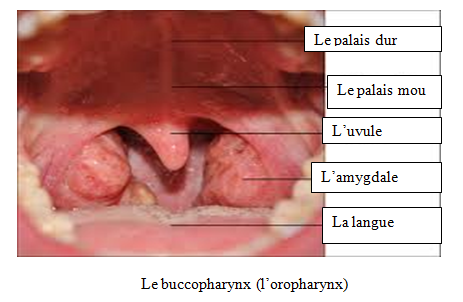 Le palais dur
Le palais mou
L'uvule
L'amygdale
La langue
Le buccopharynx (l'oropharynx)